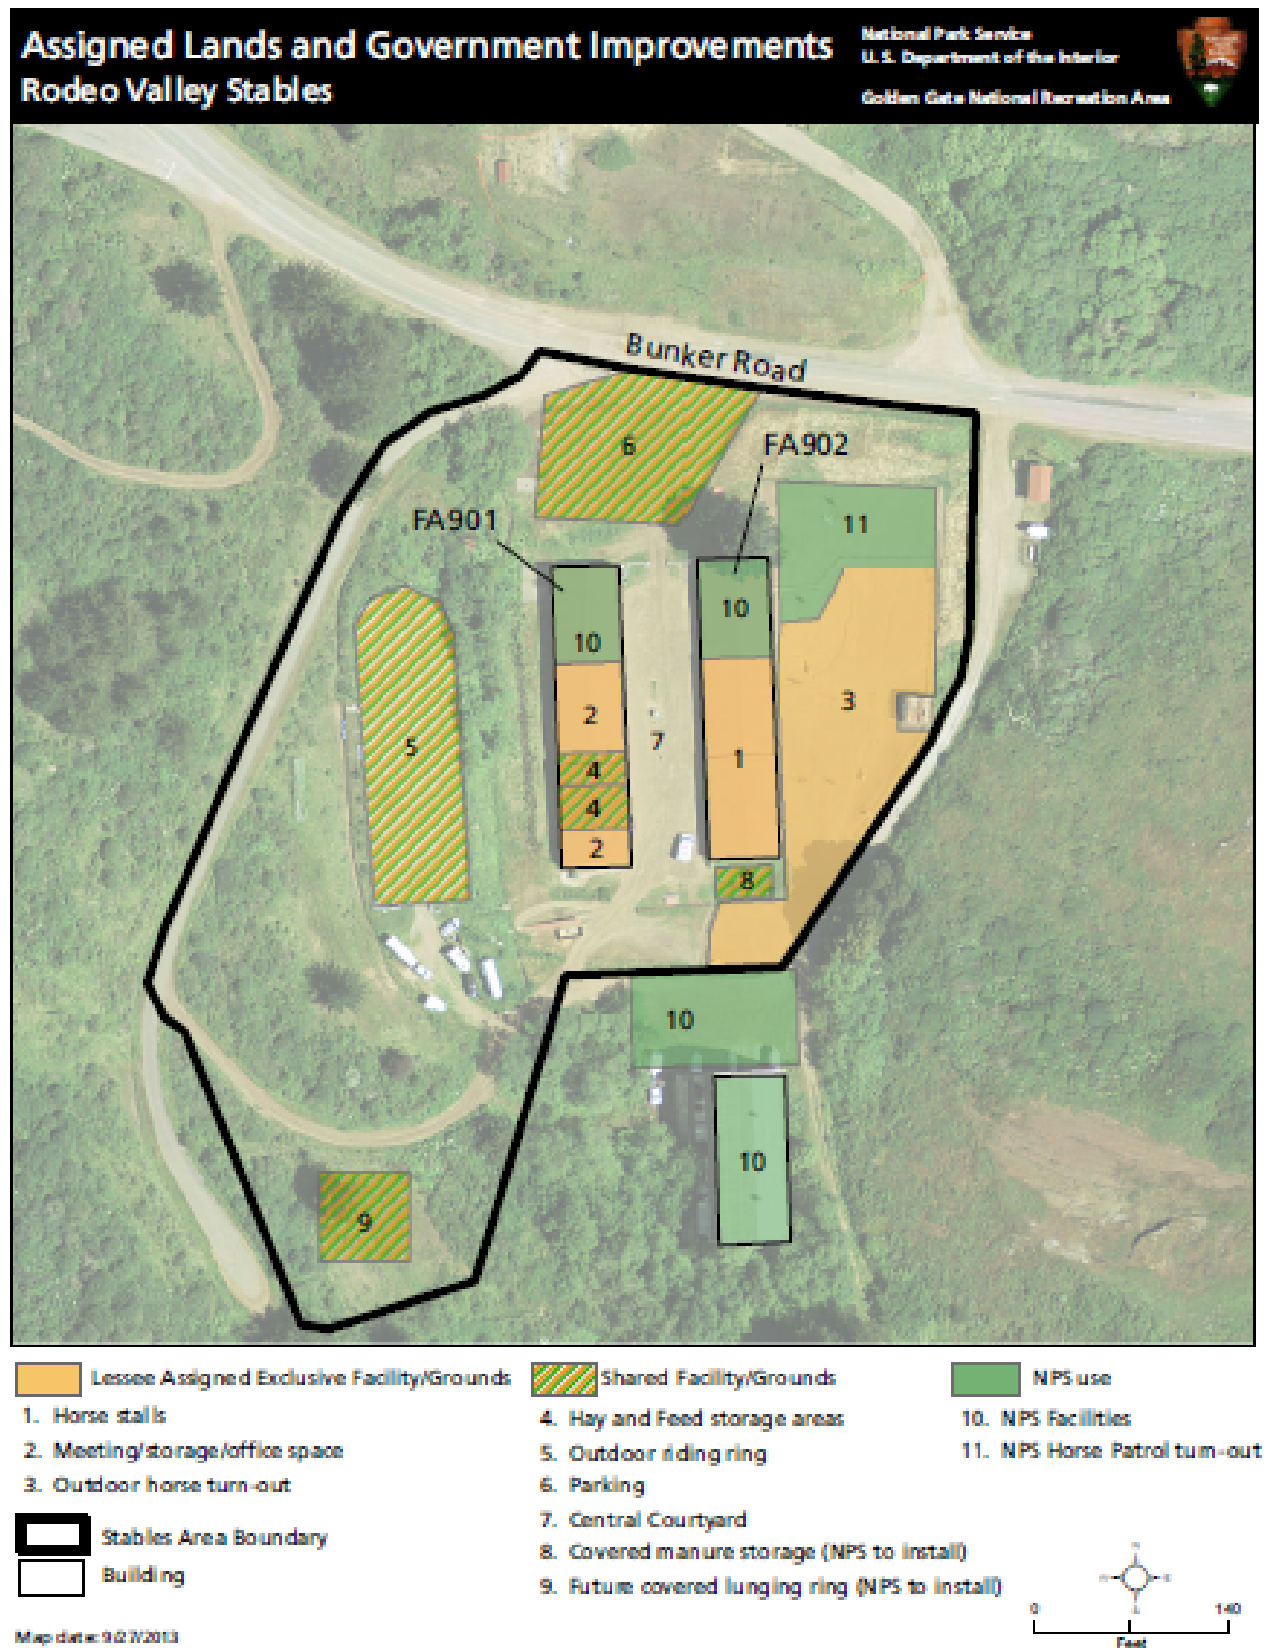 Assigned Lands and Government Improvements
Rodeo Valley Stables
National Park Service
U.S. Department of the Interior
Golden Gate National Recreation Area
Bunker Road
6
FA902
FA901
11
10
10
2
3
7
5
1
4
4
2
8
10
10
9
Lessee Assigned Exclusive Facility/Grounds
1. Horse stalls
2. Meeting/storage/office space
3. Outdoor horse turn-out
Stables Area Boundary
Building
Shared Facility/Grounds
4. Hay and Feed storage areas
5. Outdoor riding ring
6. Parking
7. Central Courtyard
8. Covered manure storage (NPS to install)
9. Future covered lunging ring (NPS to install)
NPS use
10. NPS Facilities
11. NPS Horse Patrol turn-out
0 140
Feet
Map date: 9/27/2013